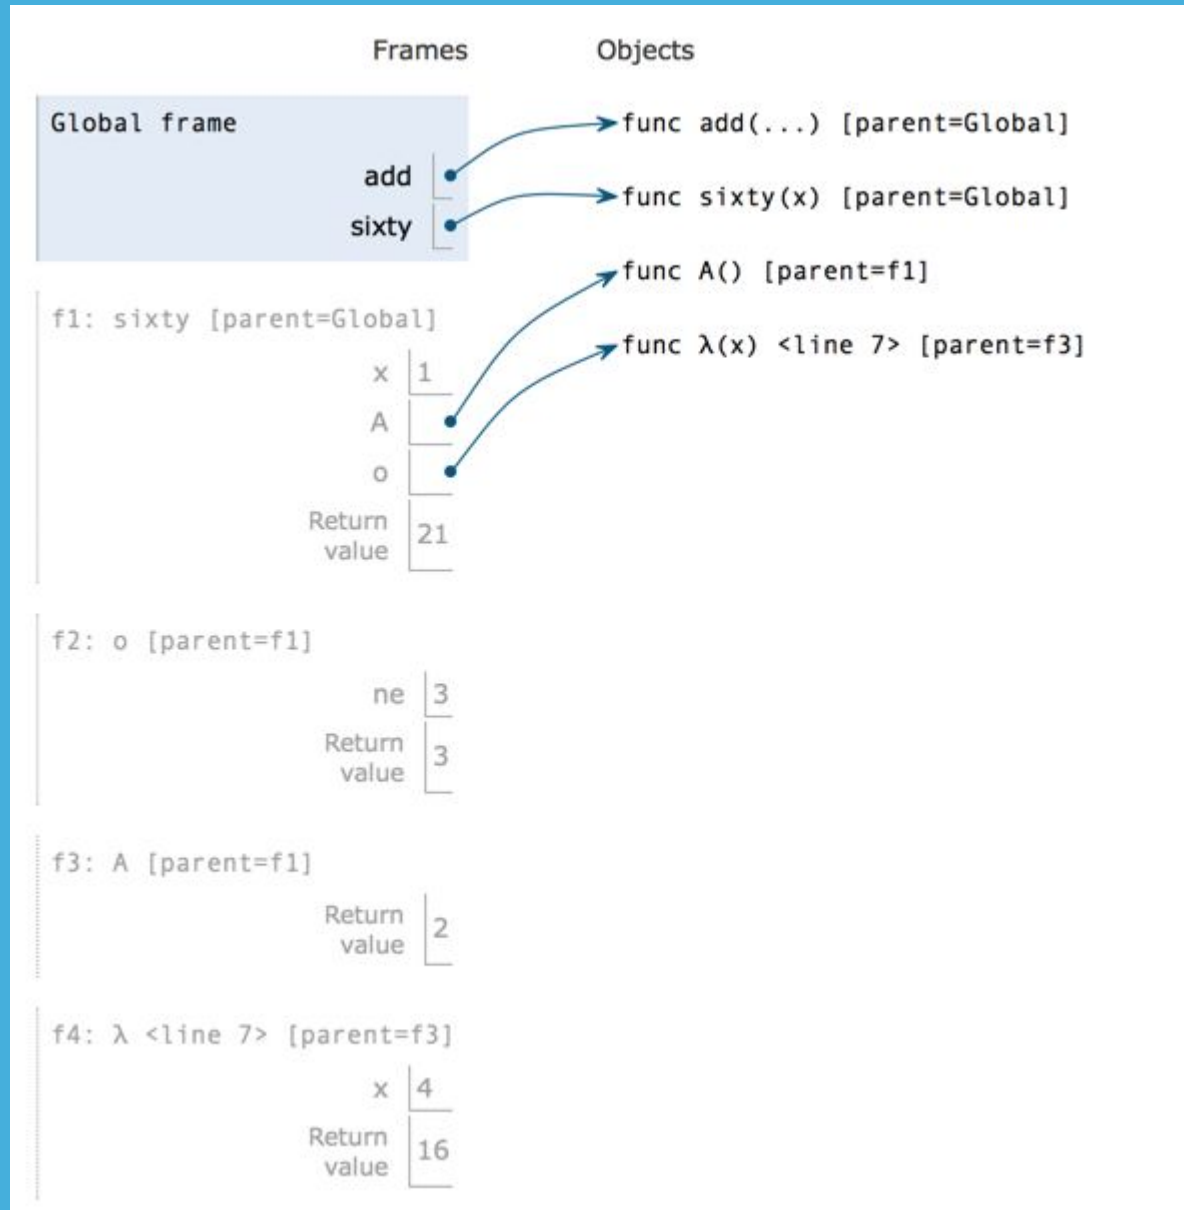 Frames Objects
Global frame
add
sixty
func add(...) [parent=Global]
func sixty(x) [parent=Global]
func A() [parent=f1]
func λ(x) <line 7> [parent=f3]
f1: sixty [parent=Global]
x 1
A
o
Return
value 21
f2: o [parent=f1]
ne 3
Return
value 3
f3: A [parent=f1]
Return
value 2
f4: λ <line 7> [parent=f3]
x 4
Return
value 16